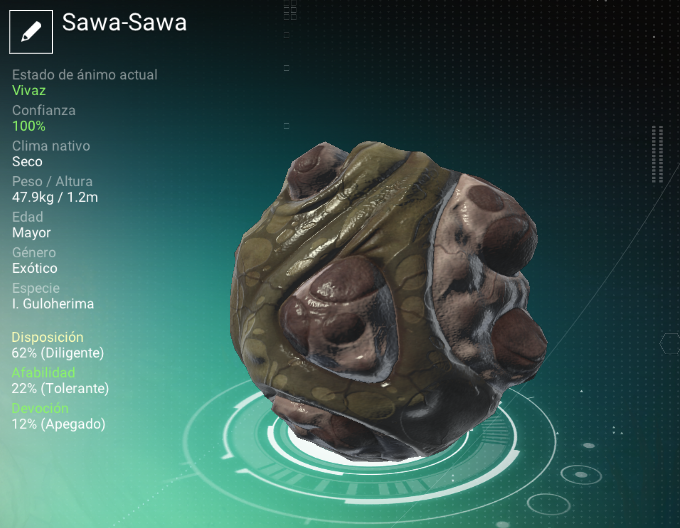 Sawa-Sawa
Estado de ánimo actual
Vivaz
Confianza
100%
Clima nativo
Seco
Peso / Altura
47.9kg / 1.2m
Edad
Mayor
Género
Exótico
Especie
I. Guloherima
Disposición
62% (Diligente)
Afabilidad
22% (Tolerante)
Devoción
12% (Apegado)